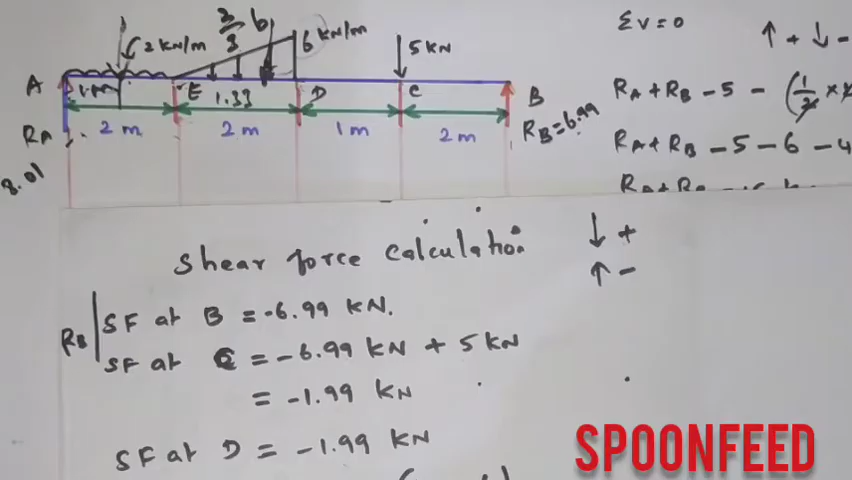 2 KN/m
2/3 b
6 KN/m
5 KN
ΣV = 0
↑ + ↓ -
A
1m
E
1.33
D
C
B
RA + RB - 5 - (1/2 x
RA
8.01
2 m
2 m
1 m
2 m
RB = 6.99
RA + RB - 5 - 6 - 4
Shear force calculation
↓ +
↑ -
RB | SF at B = -6.99 KN.
SF at C = -6.99 KN + 5 KN
= -1.99 KN
SF at D = -1.99 KN
SPOONFEED